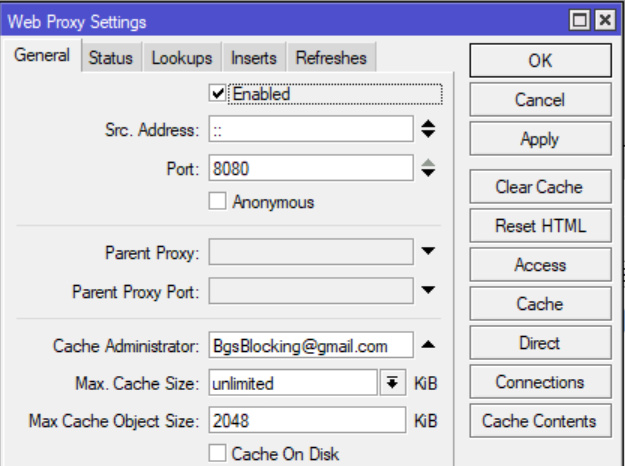 Web Proxy Settings
General Status Lookups Inserts Refreshes
Enabled
Src. Address: ::
Port: 8080
Anonymous
Parent Proxy:
Parent Proxy Port:
Cache Administrator: BgsBlocking@gmail.com
Max. Cache Size: unlimited KiB
Max Cache Object Size: 2048 KiB
Cache On Disk
OK
Cancel
Apply
Clear Cache
Reset HTML
Access
Cache
Direct
Connections
Cache Contents